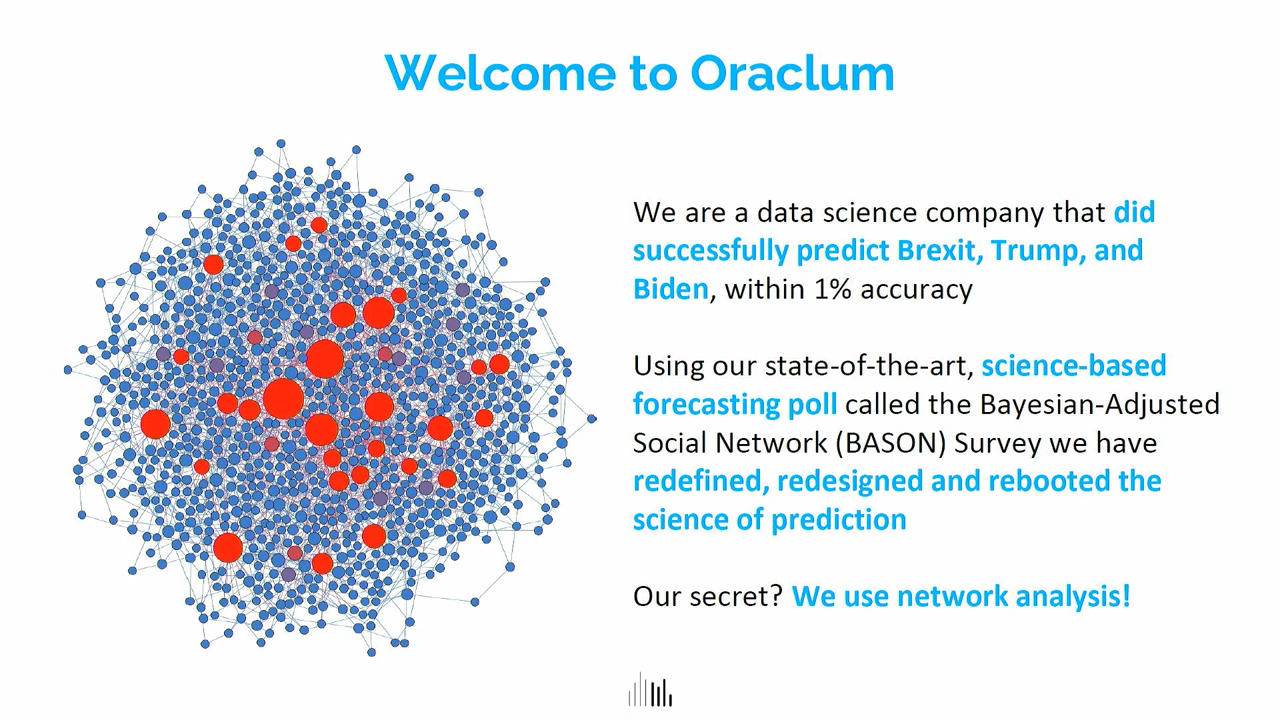 Welcome to Oraclum
We are a data science company that did
successfully predict Brexit, Trump, and
Biden, within 1% accuracy
Using our state-of-the-art, science-based
forecasting poll called the Bayesian-Adjusted
Social Network (BASON) Survey we have
redefined, redesigned and rebooted the
science of prediction
Our secret? We use network analysis!